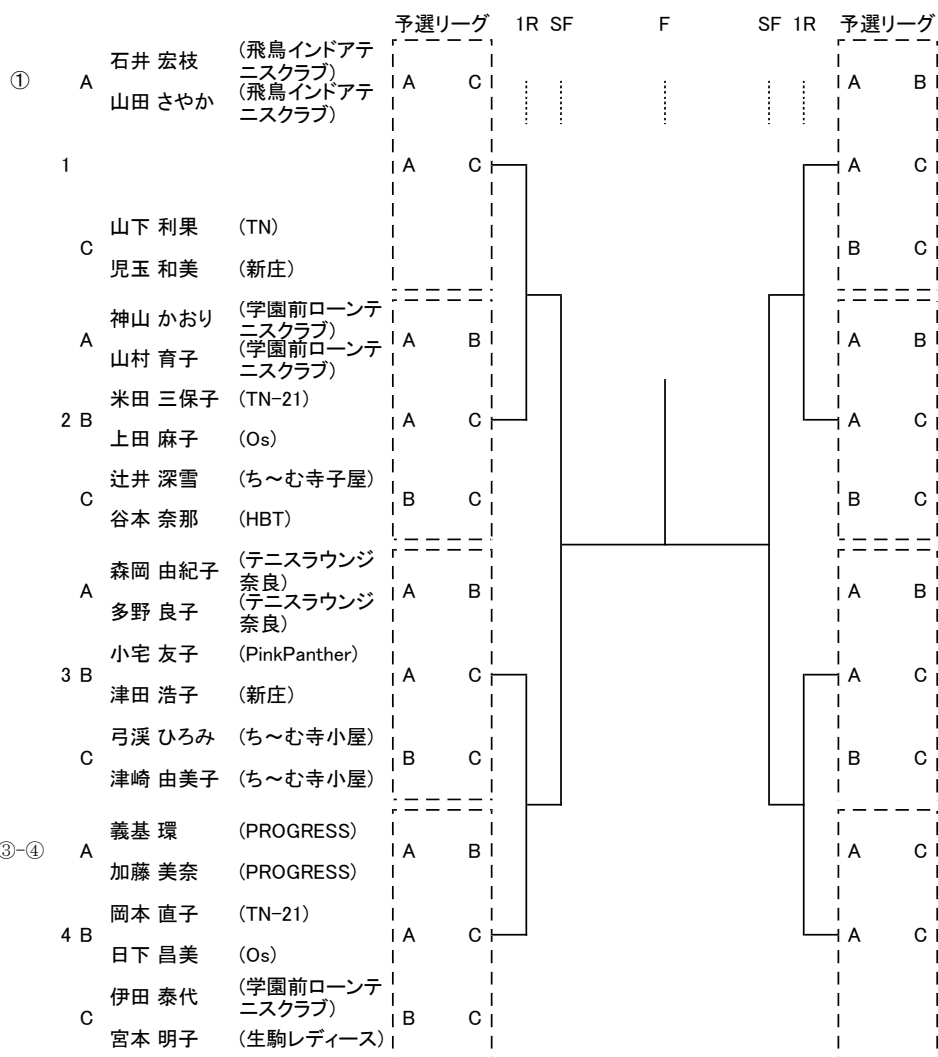 予選リーグ 1R SF F SF 1R 予選リーグ
① A 石井 宏枝 (飛鳥インドアテニスクラブ) A C A B
山田 さやか (飛鳥インドアテニスクラブ)
1 A C A C
C 山下 利果 (TN) B C
児玉 和美 (新庄)
A 神山 かおり (学園前ローンテニスクラブ) A B A B
山村 育子 (学園前ローンテニスクラブ)
2 B 米田 三保子 (TN-21) A C A C
上田 麻子 (Os)
C 辻井 深雪 (ち～む寺子屋) B C B C
谷本 奈那 (HBT)
A 森岡 由紀子 (テニスラウンジ奈良) A B A B
多野 良子 (テニスラウンジ奈良)
3 B 小宅 友子 (PinkPanther) A C A C
津田 浩子 (新庄)
C 弓渓 ひろみ (ち～む寺小屋) B C B C
津崎 由美子 (ち～む寺小屋)
③-④ A 義基 環 (PROGRESS) A B A C
加藤 美奈 (PROGRESS)
4 B 岡本 直子 (TN-21) A C A C
日下 昌美 (Os)
C 伊田 泰代 (学園前ローンテニスクラブ) B C
宮本 明子 (生駒レディース)